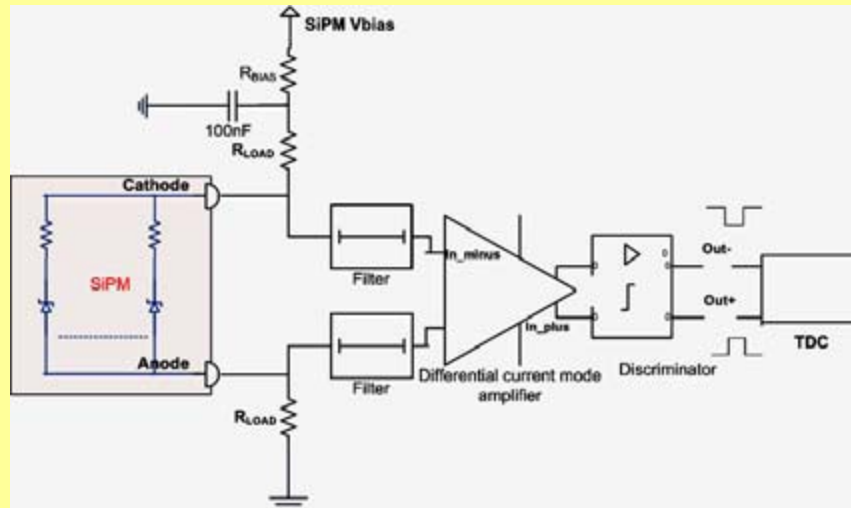 SiPM Vbias
RBIAS
100nF
RLOAD
Cathode
SiPM
In_minus
Filter
Out-
Out+
In_plus
TDC
Anode
Filter
Differential current mode
amplifier
Discriminator
RLOAD